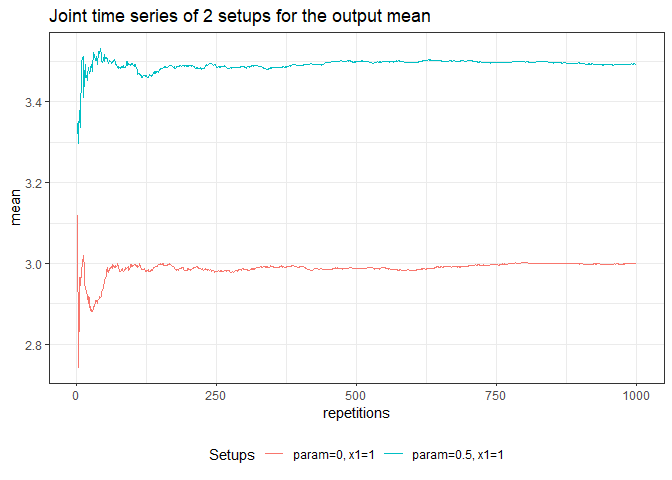 Joint time series of 2 setups for the output mean
3.4
3.2
3.0
2.8
mean
0 250 500 750 1000
repetitions
Setups param=0, x1=1 param=0.5, x1=1